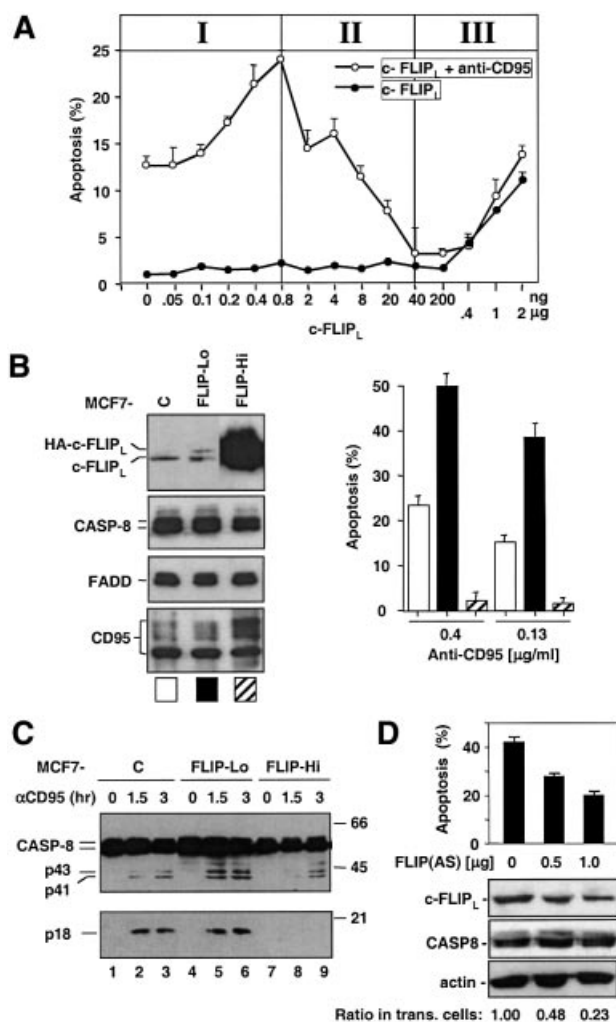 A
I II III
25
20
15
10
5
0
Apoptosis (%)
c- FLIPL + anti-CD95
c- FLIPL
0 .05 0.1 0.2 0.4 0.8 2 4 8 20 40 200 ng
.4 1 2 µg
c-FLIPL
B
MCF7- C FLIP-Lo FLIP-Hi
HA-c-FLIPL
c-FLIPL
CASP-8
FADD
CD95
50
40
30
20
10
0
Apoptosis (%)
0.4 0.13
Anti-CD95 [µg/ml]
C
MCF7- C FLIP-Lo FLIP-Hi
αCD95 (hr) 0 1.5 3 0 1.5 3 0 1.5 3
66
CASP-8
p43
45
p41
21
p18
1 2 3 4 5 6 7 8 9
D
50
40
30
20
10
0
Apoptosis (%)
FLIP(AS) [µg] 0 0.5 1.0
c-FLIPL
CASP8
actin
Ratio in trans. cells: 1.00 0.48 0.23